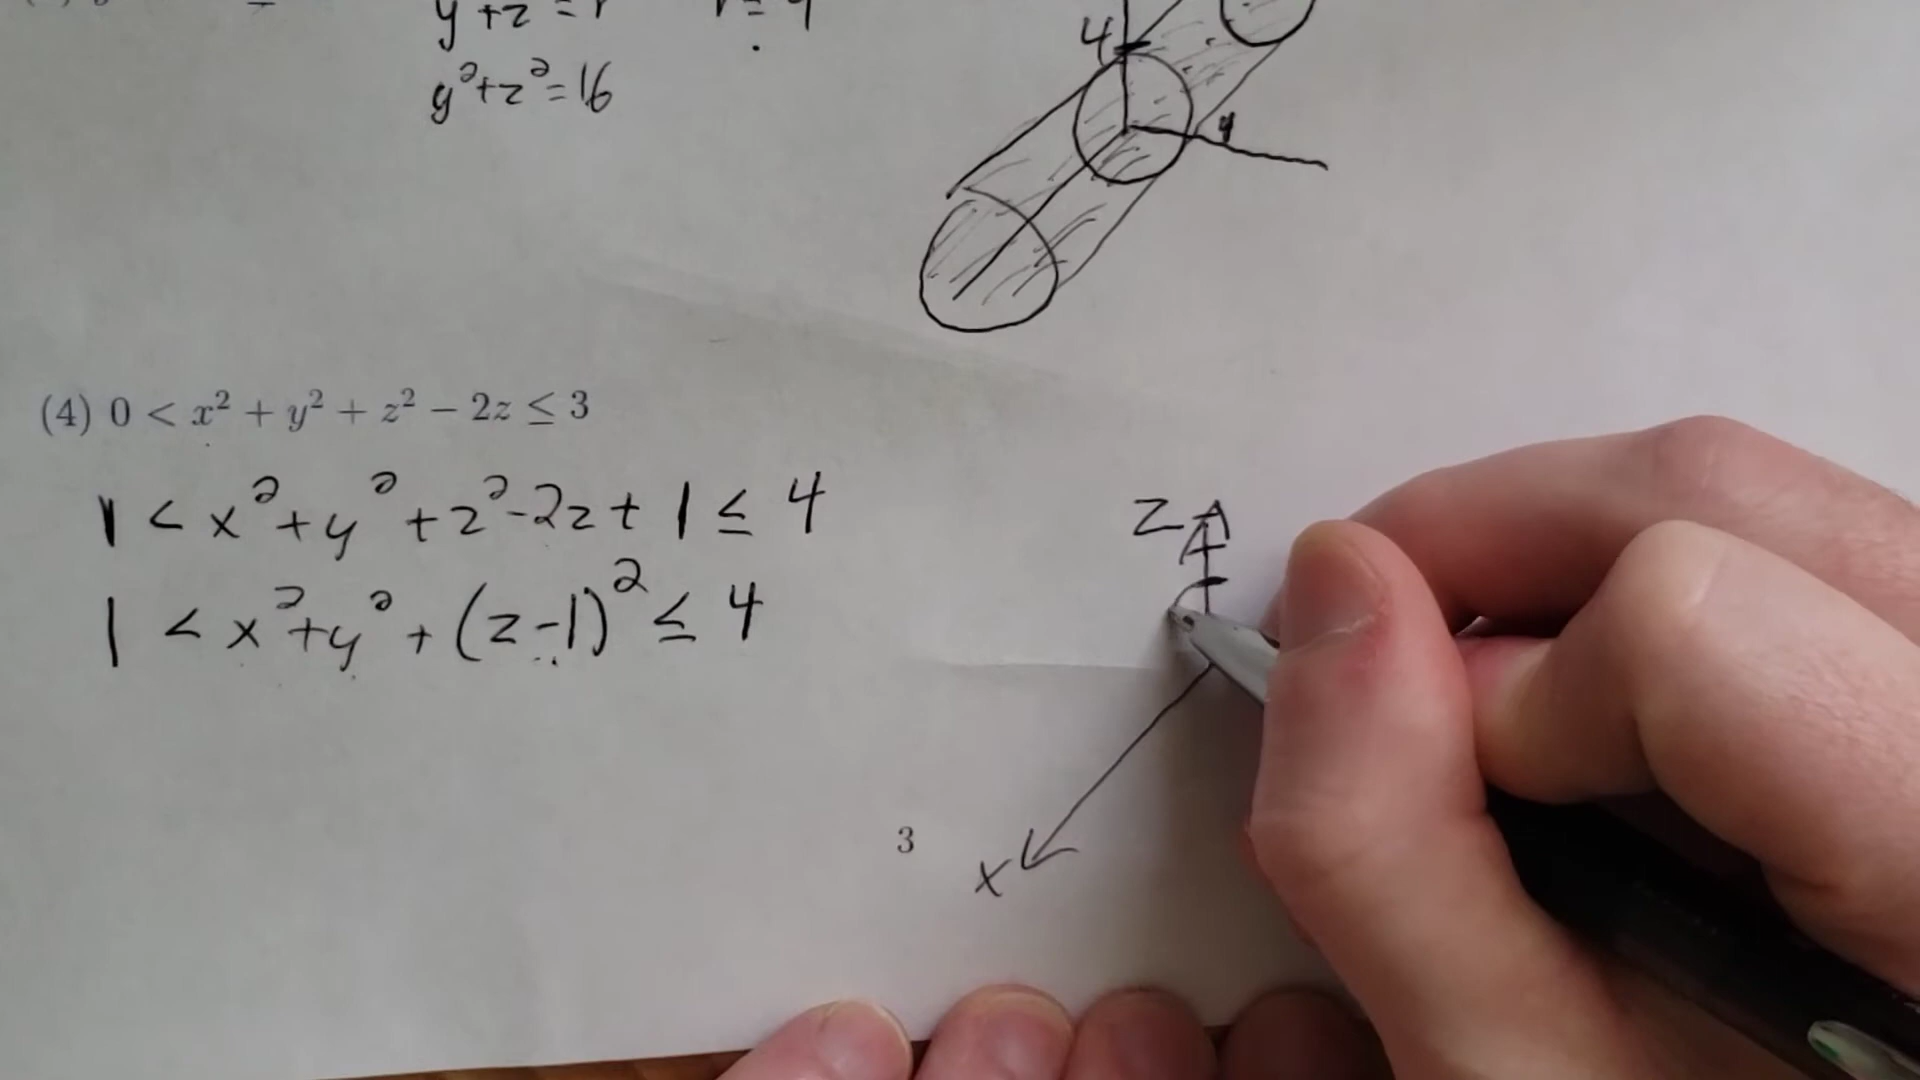 y²+z²=16
4
4
(4) 0 < x² + y² + z² − 2z ≤ 3
1 < x²+y²+z²-2z+1 ≤ 4
1 < x²+y²+(z-1)² ≤ 4
z
x
3